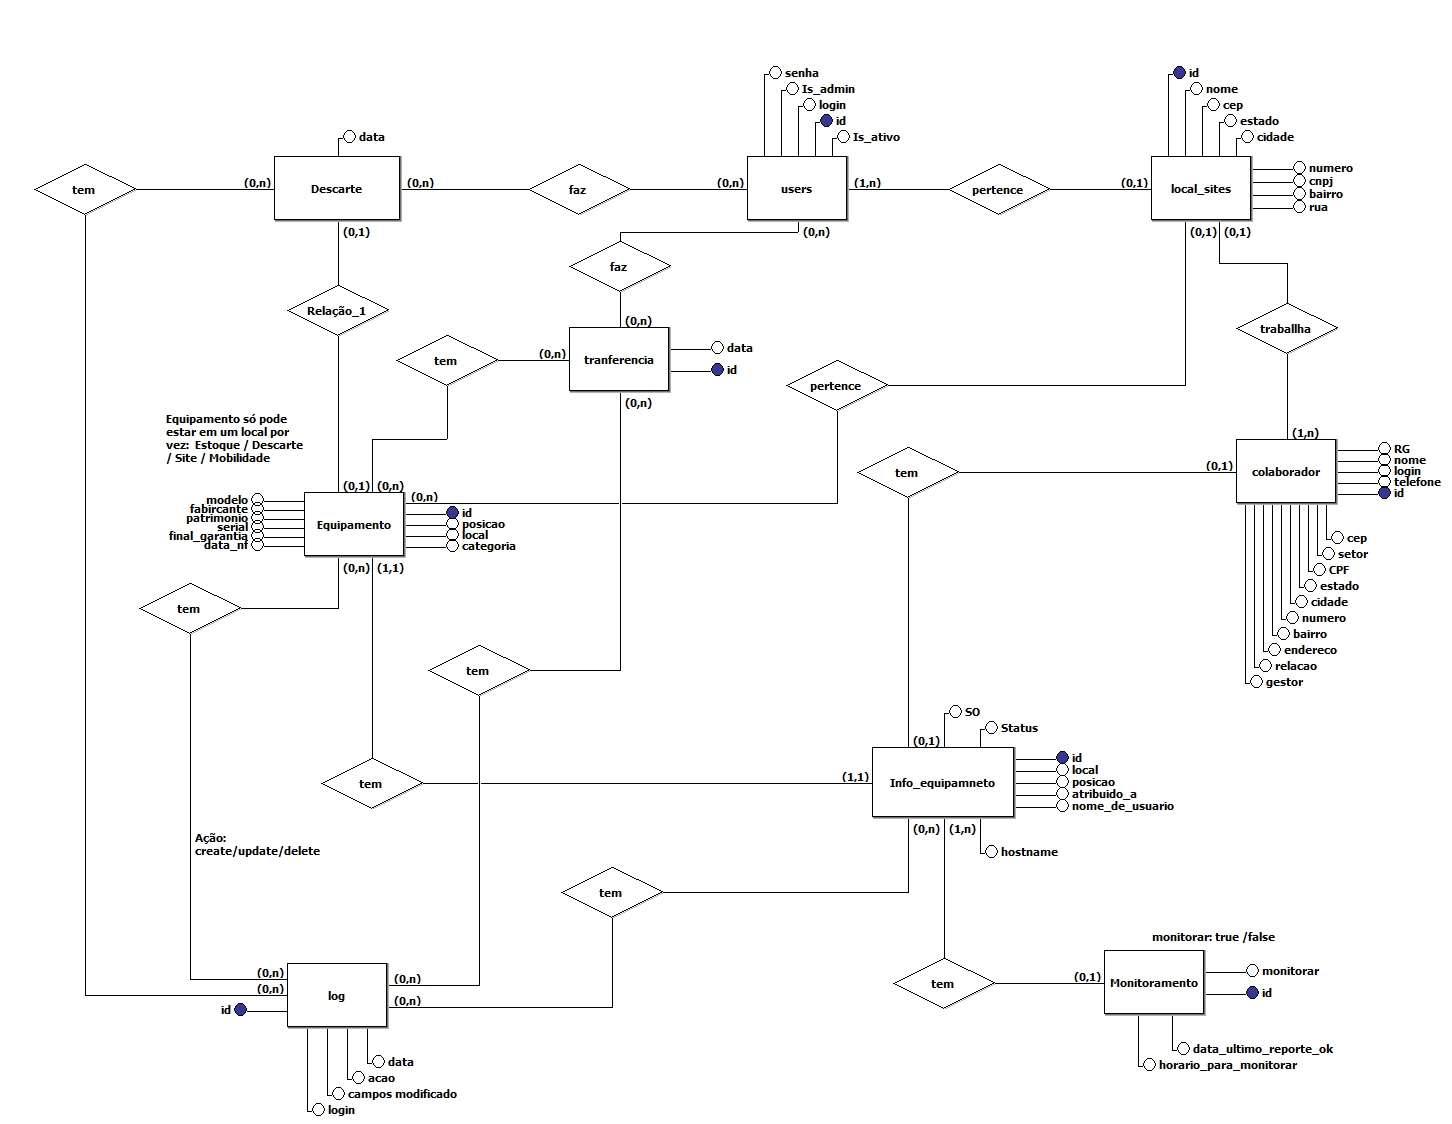 senha
Is_admin
login
id
Is_ativo
id
nome
cep
estado
cidade
data
tem
(0,n)
Descarte
(0,n)
faz
(0,n)
users
(1,n)
pertence
(0,1)
local_sites
numero
cnpj
bairro
rua
(0,1)
(0,n)
(0,1)
(0,1)
faz
Relação_1
(0,n)
traballha
tem
(0,n)
tranferencia
data
id
pertence
(0,n)
Equipamento só pode
estar em um local por
vez: Estoque / Descarte
/ Site / Mobilidade
(1,n)
tem
(0,1)
colaborador
RG
nome
login
telefone
id
(0,1)
(0,n)
(0,n)
modelo
fabircante
patrimonio
serial
final_garantia
data_nf
Equipamento
id
posicao
local
categoria
(0,n)
(1,1)
cep
setor
CPF
estado
cidade
numero
bairro
endereco
relacao
gestor
tem
tem
SO
Status
(0,1)
tem
(1,1)
Info_equipamneto
id
local
posicao
atribuido_a
nome_de_usuario
(0,n)
(1,n)
hostname
Ação:
create/update/delete
tem
monitorar: true /false
tem
(0,1)
Monitoramento
monitorar
id
data_ultimo_reporte_ok
horario_para_monitorar
(0,n)
(0,n)
id
log
(0,n)
(0,n)
data
acao
campos modificado
login